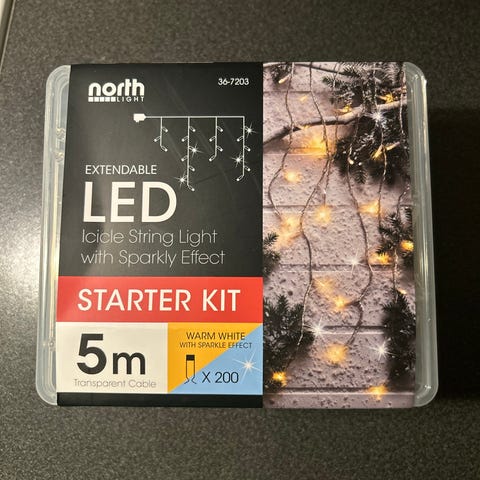 north
LIGHT
36-7203
EXTENDABLE
LED
Icicle String Light
with Sparkly Effect
STARTER KIT
5m
Transparent Cable
WARM WHITE
WITH SPARKLE EFFECT
X 200